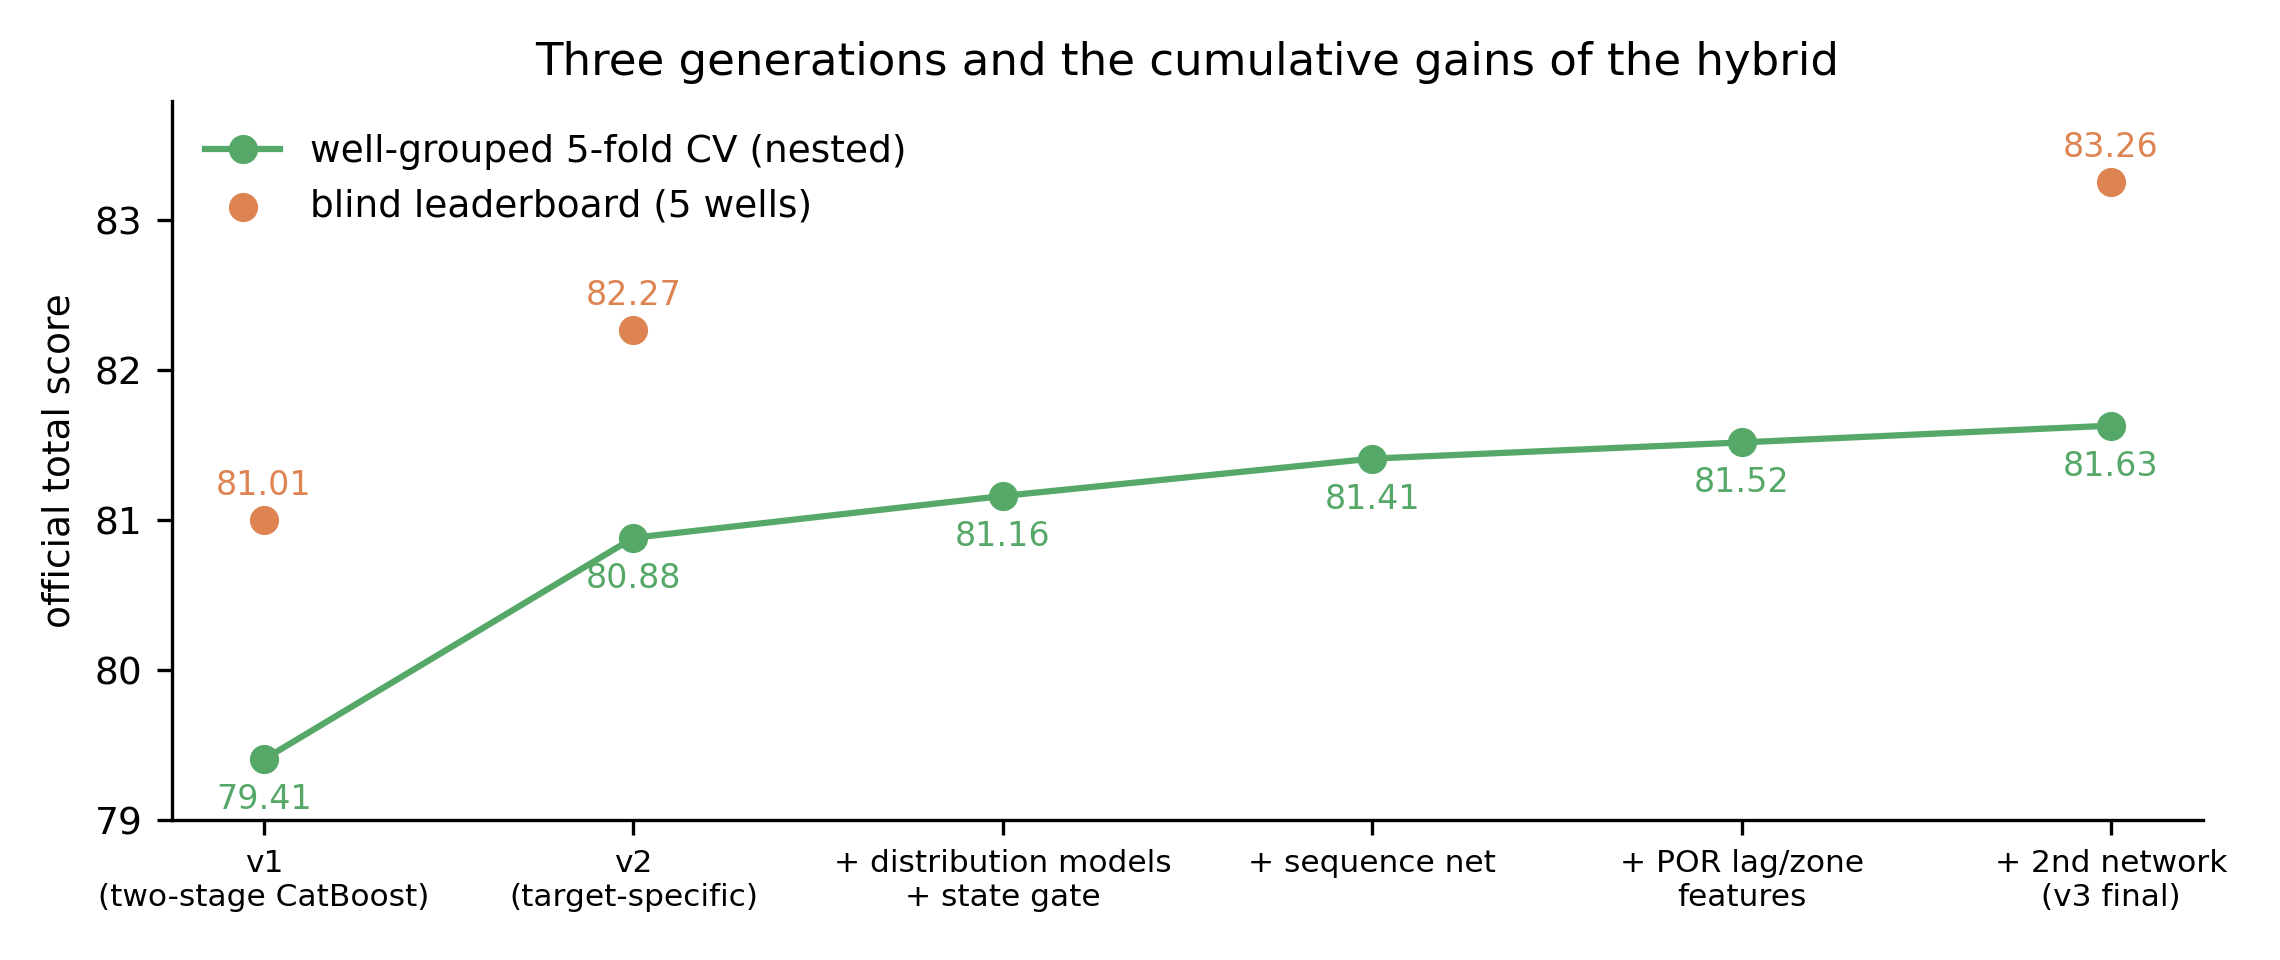 Three generations and the cumulative gains of the hybrid
well-grouped 5-fold CV (nested)
blind leaderboard (5 wells)
official total score
83
82
81
80
79
81.01
82.27
83.26
79.41
80.88
81.16
81.41
81.52
81.63
v1
(two-stage CatBoost)
v2
(target-specific)
+ distribution models
+ state gate
+ sequence net
+ POR lag/zone
features
+ 2nd network
(v3 final)